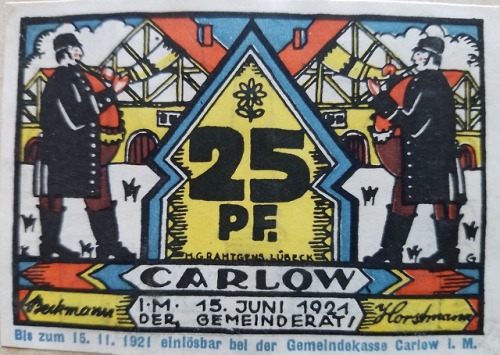 25
PF.
H.G.RAHTGENS, LÜBECK
CARLOW
Beckmann I.M. 15. JUNI 1921 Horstmann
DER GEMEINDERAT!
Bis zum 15. 11. 1921 einlösbar bei der Gemeindekasse Carlow i. M.
G